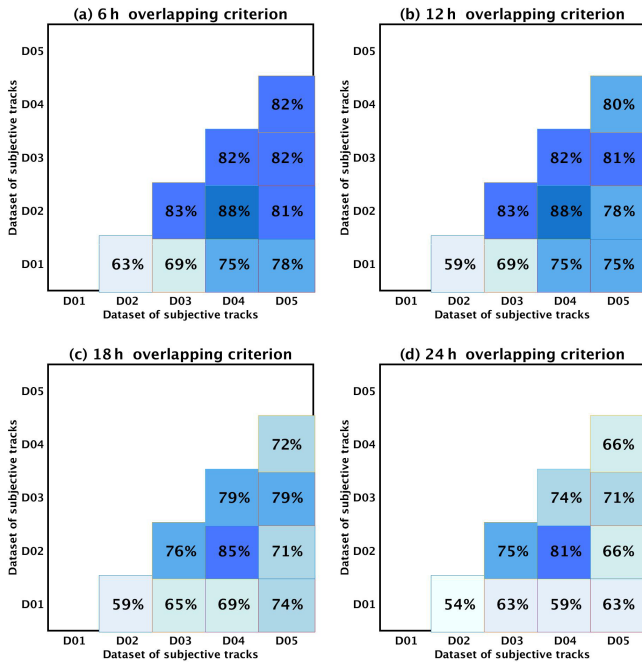 (a) 6 h overlapping criterion
Dataset of subjective tracks
D05
D04
82%
D03
82% 82%
D02
83% 88% 81%
D01
63% 69% 75% 78%
D01 D02 D03 D04 D05
Dataset of subjective tracks
(b) 12 h overlapping criterion
Dataset of subjective tracks
D05
D04
80%
D03
82% 81%
D02
83% 88% 78%
D01
59% 69% 75% 75%
D01 D02 D03 D04 D05
Dataset of subjective tracks
(c) 18 h overlapping criterion
Dataset of subjective tracks
D05
D04
72%
D03
79% 79%
D02
76% 85% 71%
D01
59% 65% 69% 74%
D01 D02 D03 D04 D05
Dataset of subjective tracks
(d) 24 h overlapping criterion
Dataset of subjective tracks
D05
D04
66%
D03
74% 71%
D02
75% 81% 66%
D01
54% 63% 59% 63%
D01 D02 D03 D04 D05
Dataset of subjective tracks